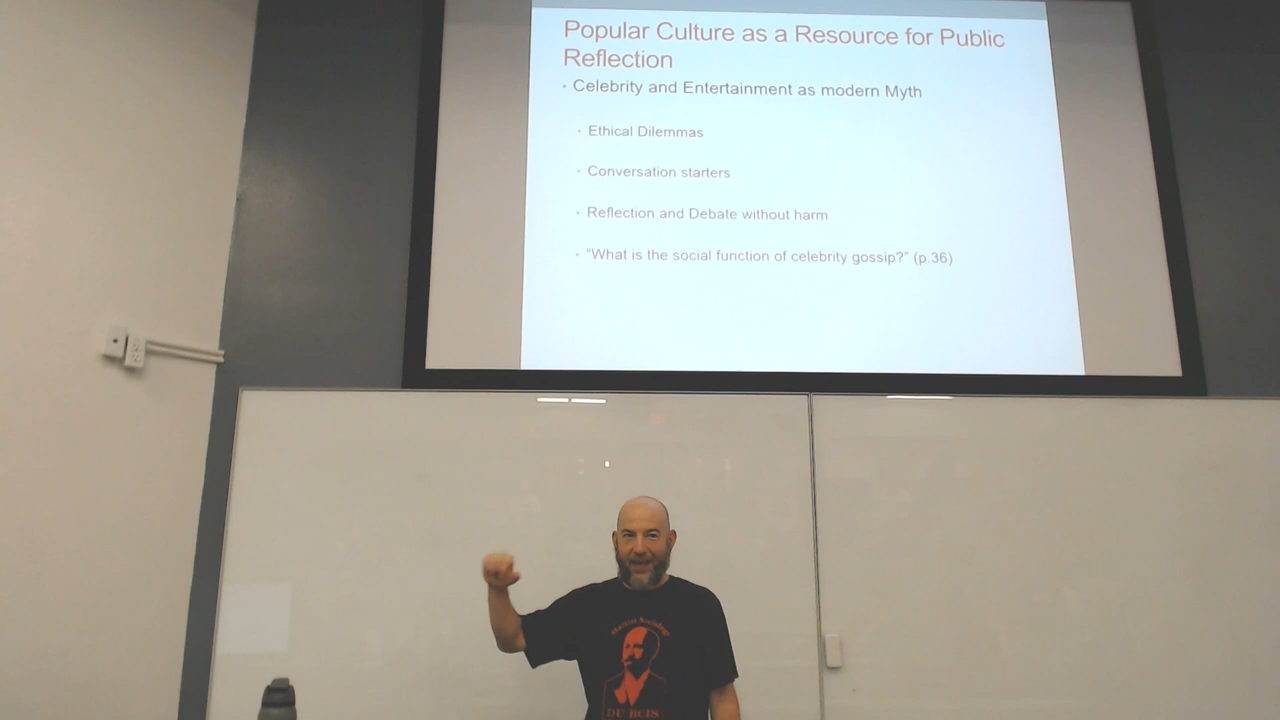 Popular Culture as a Resource for Public
Reflection
• Celebrity and Entertainment as modern Myth
• Ethical Dilemmas
• Conversation starters
• Reflection and Debate without harm
• “What is the social function of celebrity gossip?” (p.36)
DU BOIS